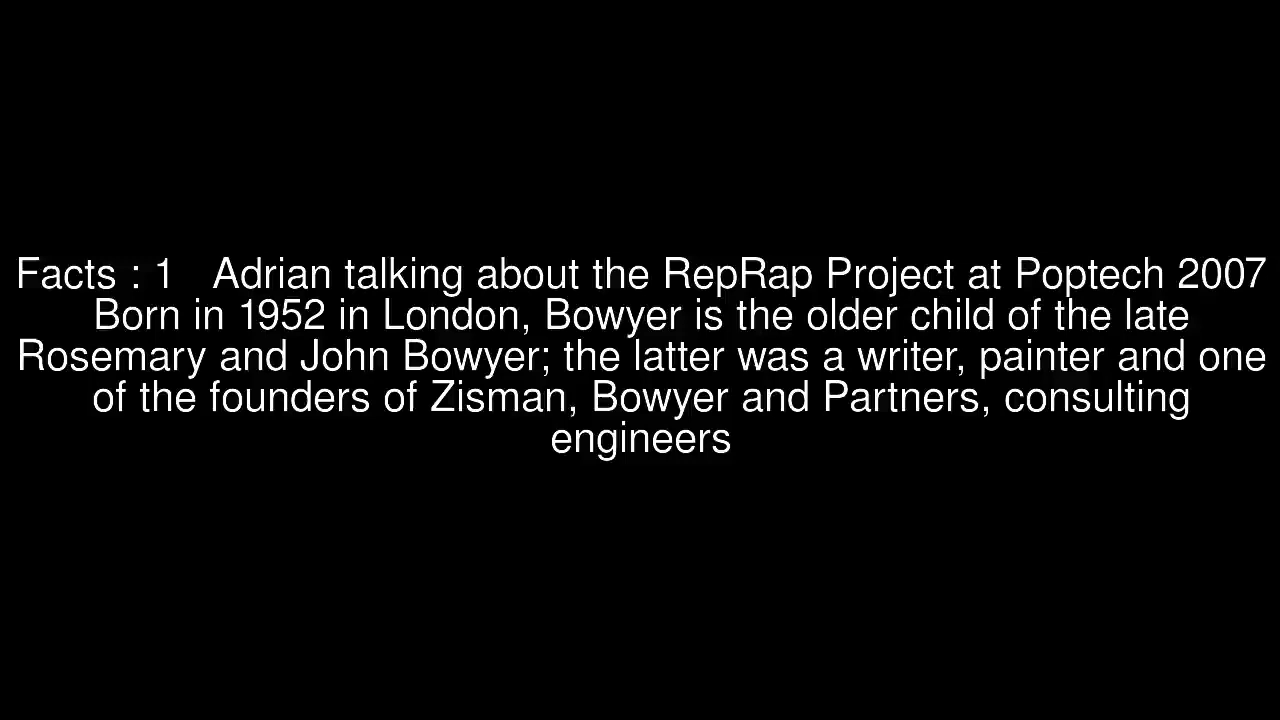 Facts : 1 Adrian talking about the RepRap Project at Poptech 2007
Born in 1952 in London, Bowyer is the older child of the late
Rosemary and John Bowyer; the latter was a writer, painter and one
of the founders of Zisman, Bowyer and Partners, consulting
engineers